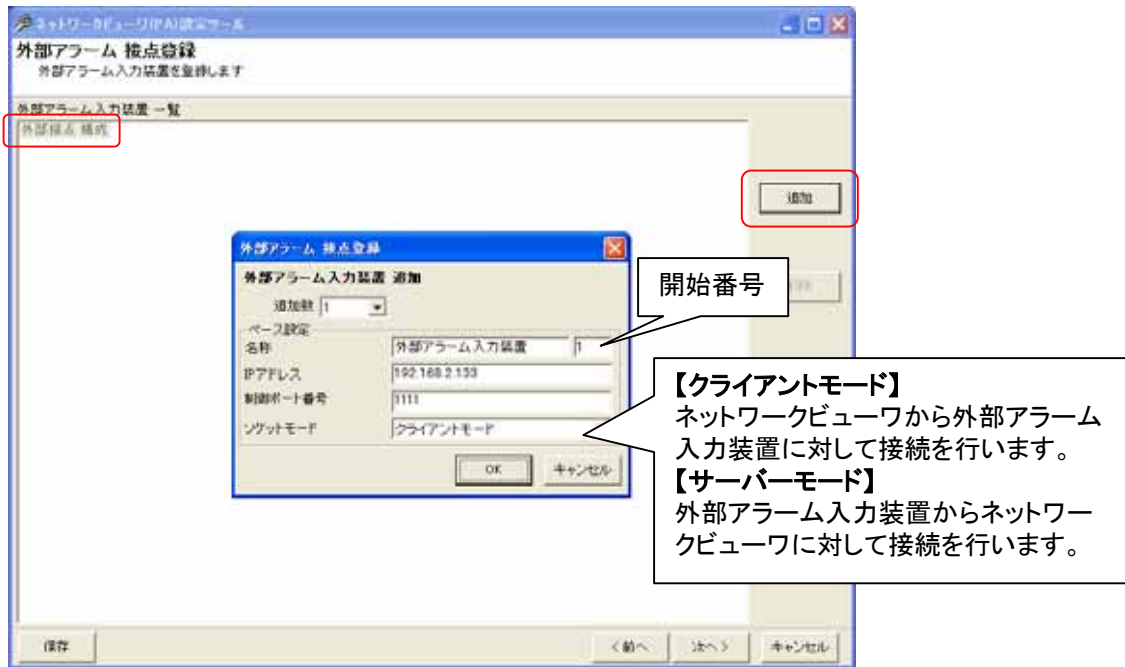 ネットワークビューワ(PA)設定ツール
外部アラーム 接点登録
外部アラーム入力装置を登録します
外部アラーム入力装置 一覧
外部接点 構成
追加
外部アラーム 接点登録
外部アラーム入力装置 追加
追加数 1
ベース設定
名称 外部アラーム入力装置 1
IPアドレス 192.168.2.133
制御ポート番号 1111
ソケットモード クライアントモード
OK キャンセル
開始番号
【クライアントモード】
ネットワークビューワから外部アラーム
入力装置に対して接続を行います。
【サーバーモード】
外部アラーム入力装置からネットワー
クビューワに対して接続を行います。
保存 <前へ 次へ> キャンセル